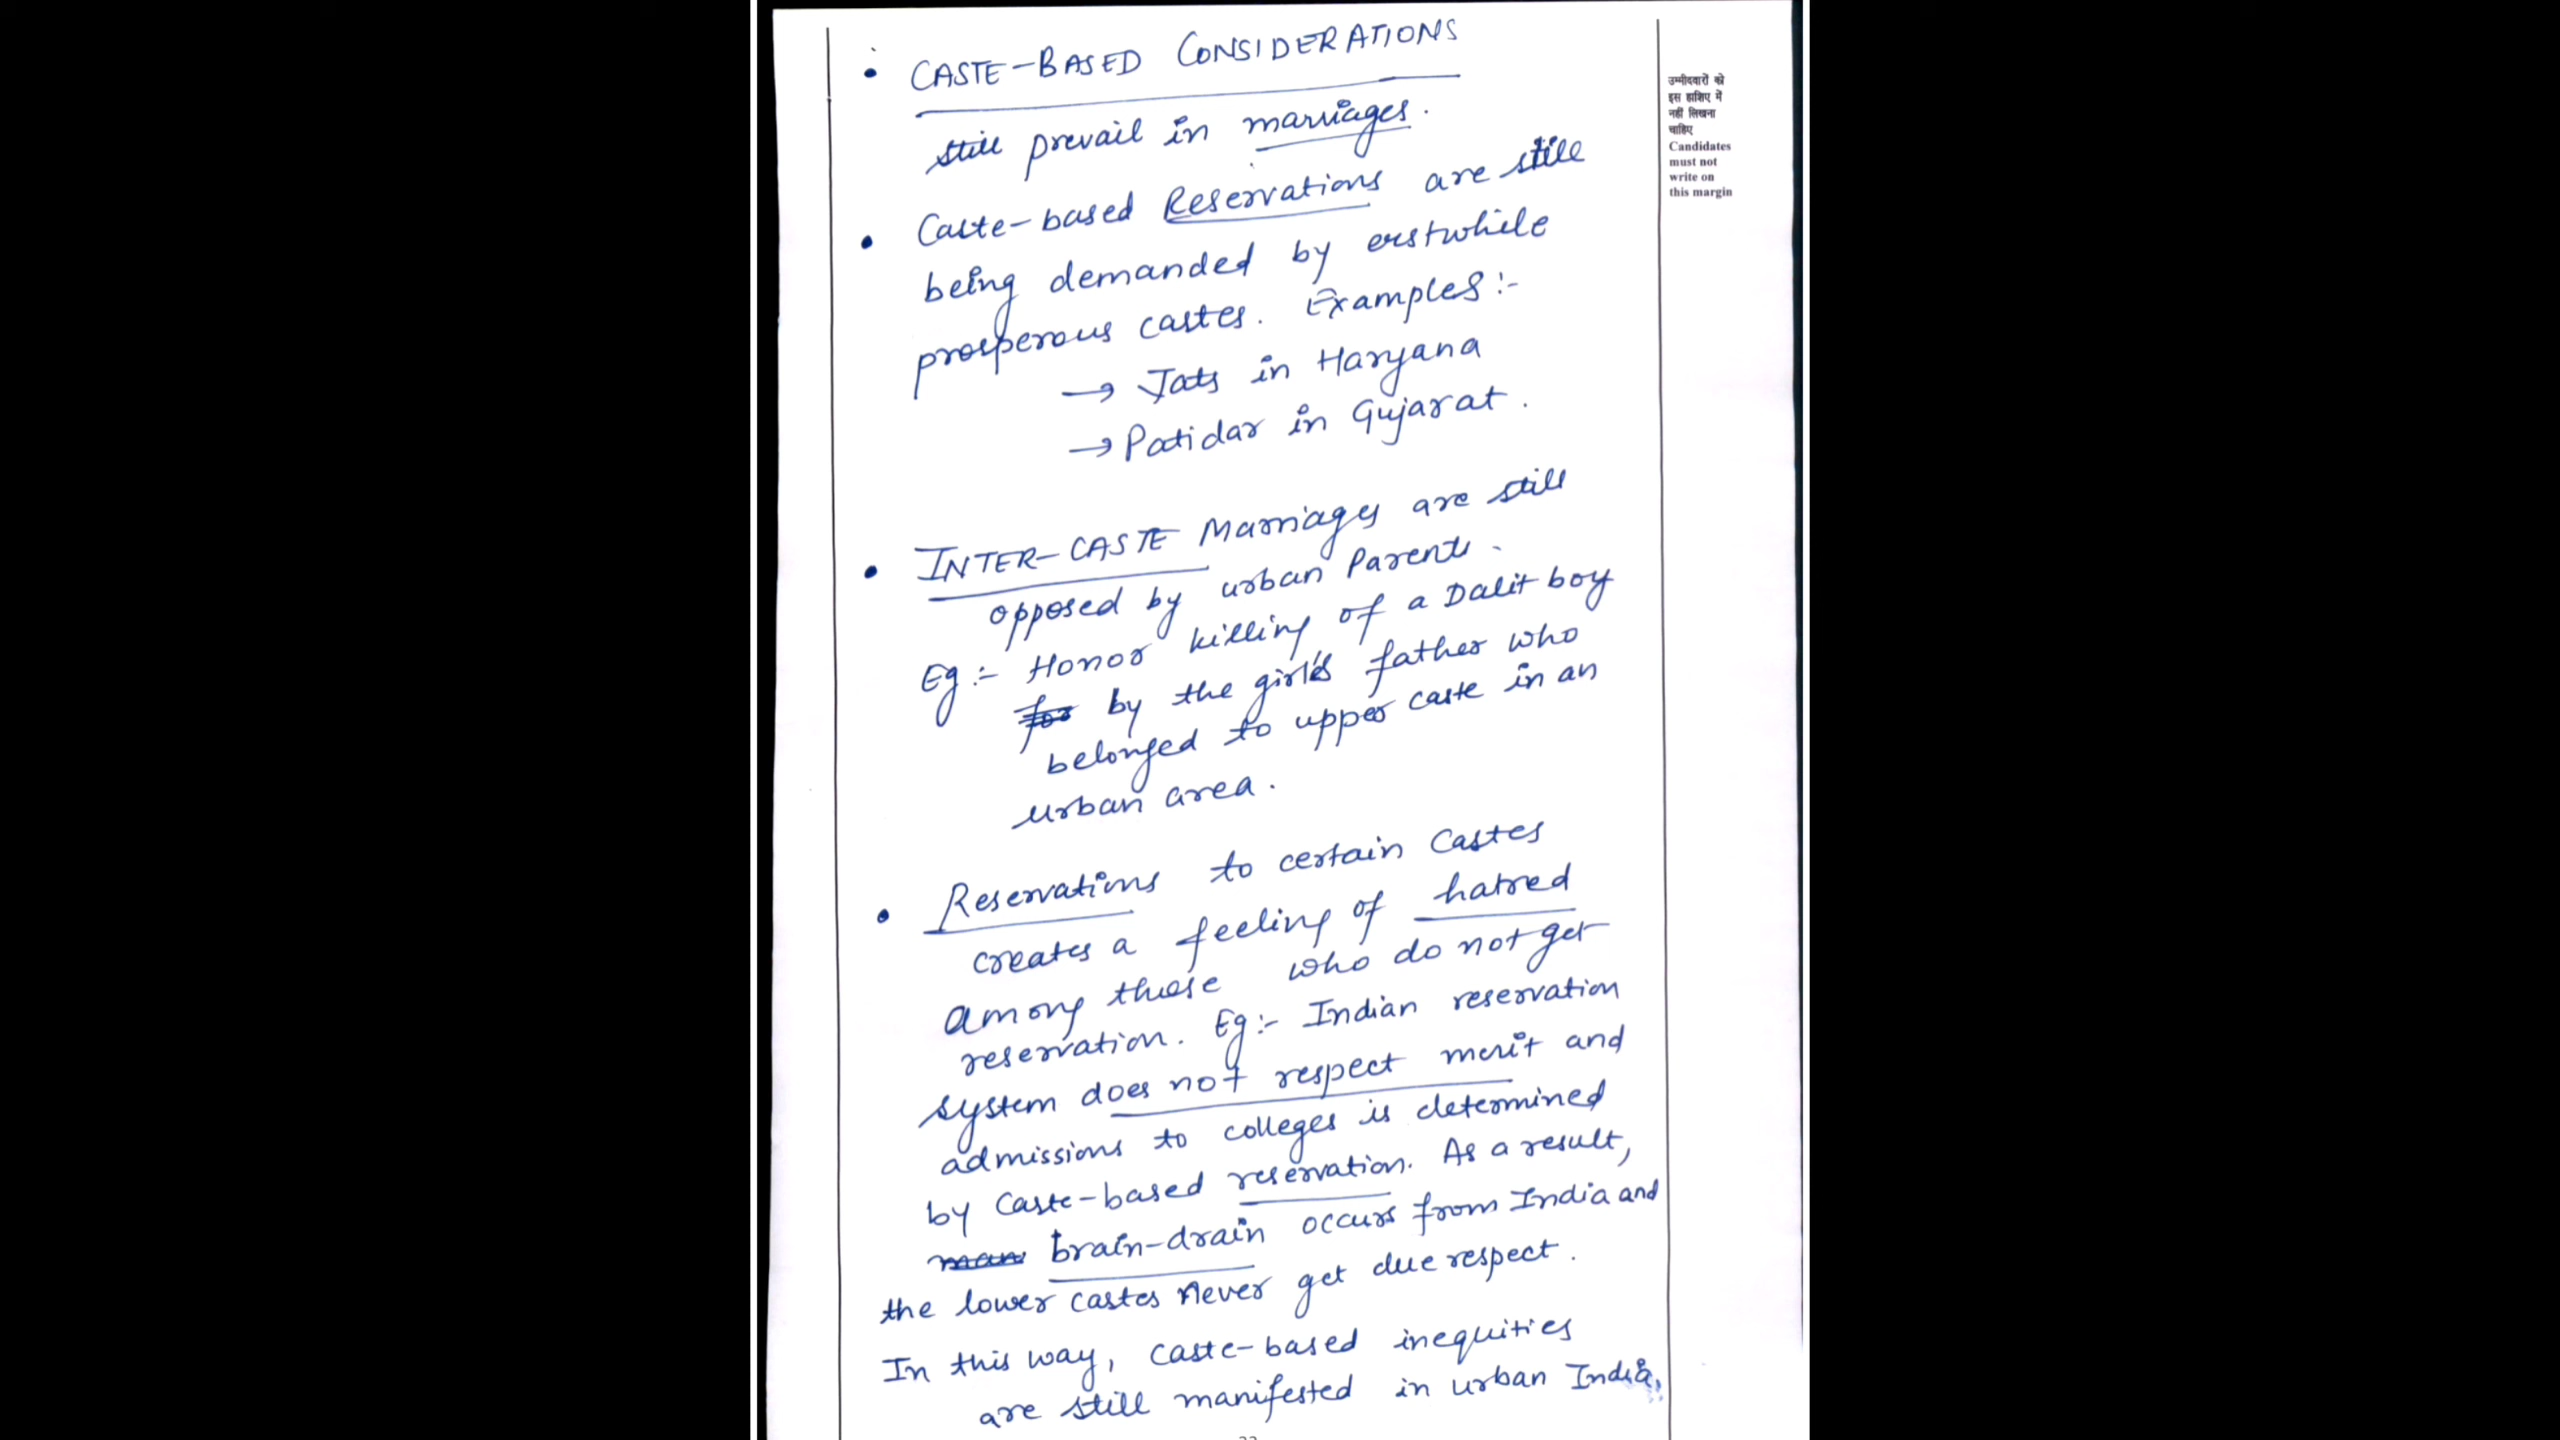 • CASTE-BASED CONSIDERATIONS
still prevail in marriages.
• Caste-based Reservations are still
being demanded by erstwhile
prosperous castes. Examples:-
→ Jats in Haryana
→ Patidar in Gujarat.
• INTER-CASTE Marriages are still
opposed by urban Parents.
Eg:- Honor killing of a Dalit boy
for by the girl's father who
belonged to upper caste in an
urban area.
• Reservations to certain Castes
creates a feeling of hatred
among those who do not get
reservation. Eg:- Indian reservation
system does not respect merit and
admissions to colleges is determined
by Caste-based reservation. As a result,
man brain-drain occurs from India and
the lower castes never get due respect.
In this way, caste-based inequities
are still manifested in urban India.
उम्मीदवारों को
इस हाशिए में
नहीं लिखना
चाहिए
Candidates
must not
write on
this margin